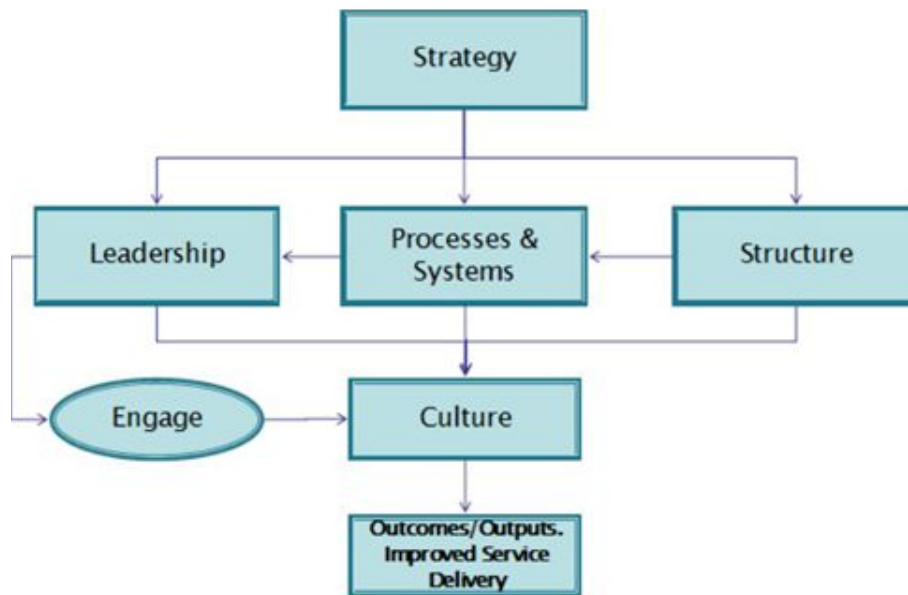 Strategy
Leadership
Processes &
Systems
Structure
Engage
Culture
Outcomes/Outputs.
Improved Service
Delivery